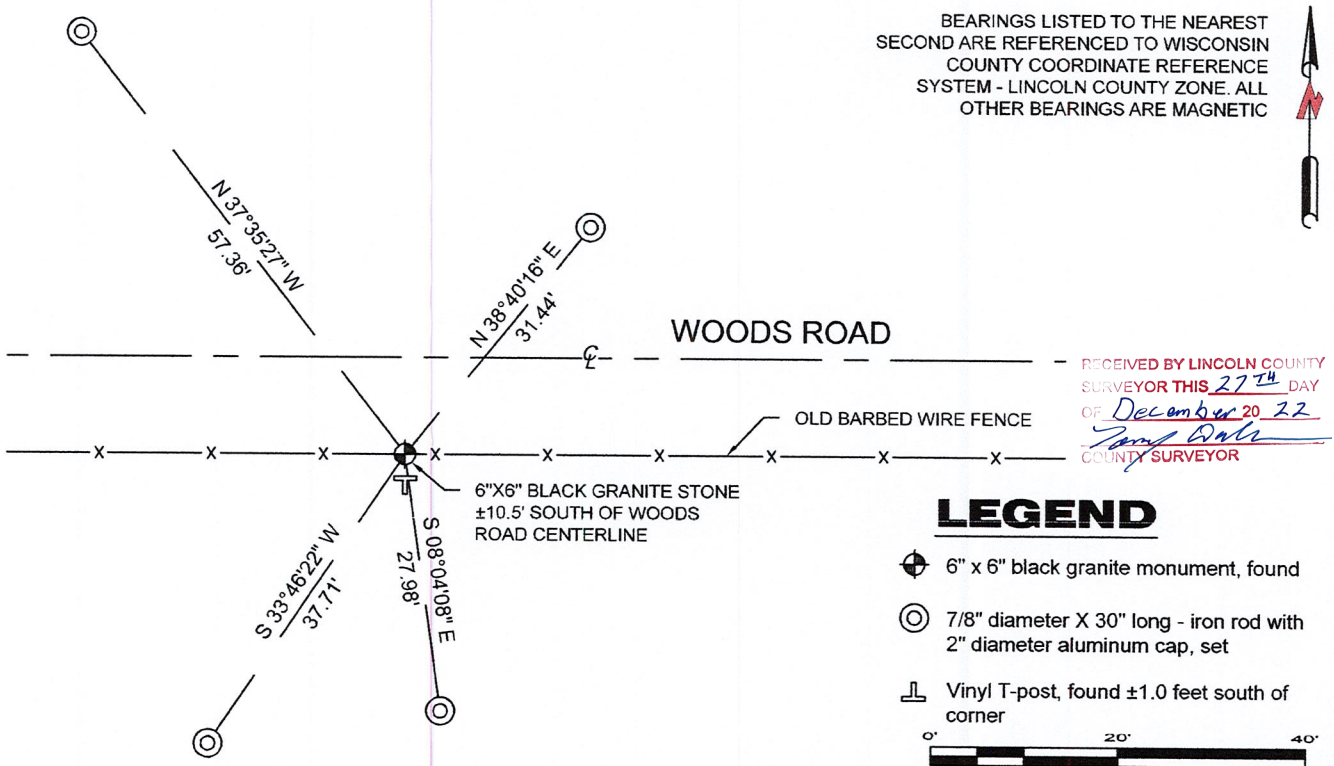 BEARINGS LISTED TO THE NEAREST
SECOND ARE REFERENCED TO WISCONSIN
COUNTY COORDINATE REFERENCE
SYSTEM - LINCOLN COUNTY ZONE. ALL
OTHER BEARINGS ARE MAGNETIC
N
N 37°35'27" W
57.36'
N 38°40'16" E
31.44'
WOODS ROAD
℄
RECEIVED BY LINCOLN COUNTY
SURVEYOR THIS 27TH DAY
OF December 20 22
COUNTY SURVEYOR
OLD BARBED WIRE FENCE
x x x x x x x x x
6"X6" BLACK GRANITE STONE
±10.5' SOUTH OF WOODS
ROAD CENTERLINE
S 33°46'22" W
37.71'
S 08°04'08" E
27.98'
LEGEND
6" x 6" black granite monument, found
7/8" diameter X 30" long - iron rod with
2" diameter aluminum cap, set
Vinyl T-post, found ±1.0 feet south of
corner
0' 20' 40'